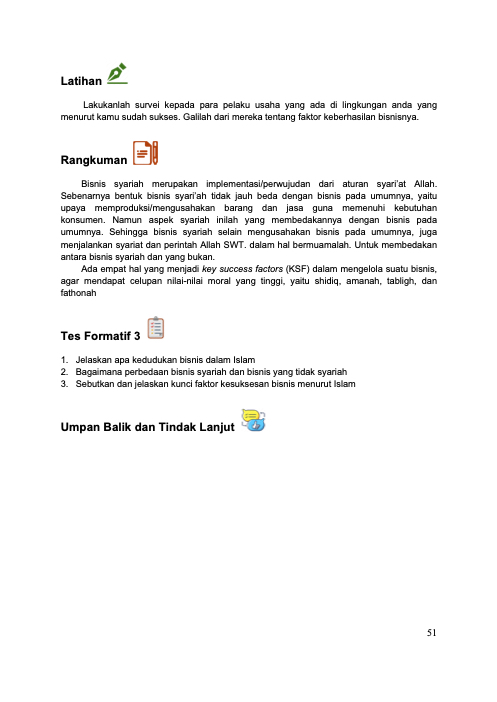 Latihan
Lakukanlah survei kepada para pelaku usaha yang ada di lingkungan anda yang
menurut kamu sudah sukses. Galilah dari mereka tentang faktor keberhasilan bisnisnya.
Rangkuman
Bisnis syariah merupakan implementasi/perwujudan dari aturan syari'at Allah.
Sebenarnya bentuk bisnis syari'ah tidak jauh beda dengan bisnis pada umumnya, yaitu
upaya memproduksi/mengusahakan barang dan jasa guna memenuhi kebutuhan
konsumen. Namun aspek syariah inilah yang membedakannya dengan bisnis pada
umumnya. Sehingga bisnis syariah selain mengusahakan bisnis pada umumnya, juga
menjalankan syariat dan perintah Allah SWT. dalam hal bermuamalah. Untuk membedakan
antara bisnis syariah dan yang bukan.
Ada empat hal yang menjadi key success factors (KSF) dalam mengelola suatu bisnis,
agar mendapat celupan nilai-nilai moral yang tinggi, yaitu shidiq, amanah, tabligh, dan
fathonah
Tes Formatif 3
1. Jelaskan apa kedudukan bisnis dalam Islam
2. Bagaimana perbedaan bisnis syariah dan bisnis yang tidak syariah
3. Sebutkan dan jelaskan kunci faktor kesuksesan bisnis menurut Islam
Umpan Balik dan Tindak Lanjut
51